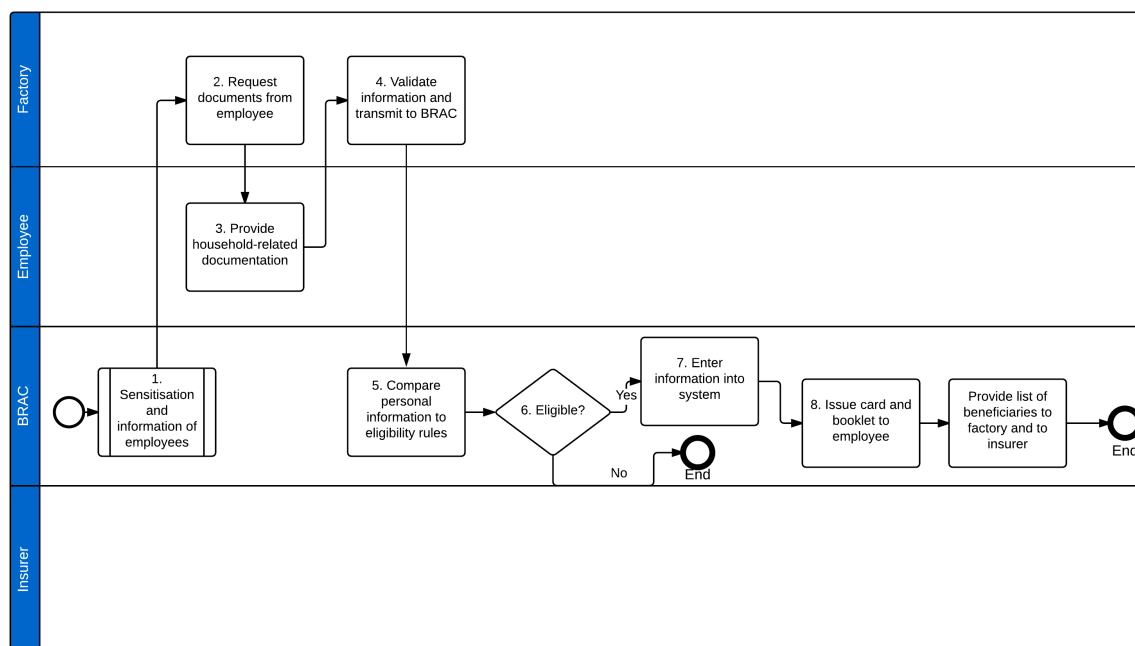 Factory
2. Request
documents from
employee
4. Validate
information and
transmit to BRAC
Employee
3. Provide
household-related
documentation
BRAC
1.
Sensitisation
and
information of
employees
5. Compare
personal
information to
eligibility rules
6. Eligible?
Yes
No
7. Enter
information into
system
End
8. Issue card and
booklet to
employee
Provide list of
beneficiaries to
factory and to
insurer
End
Insurer